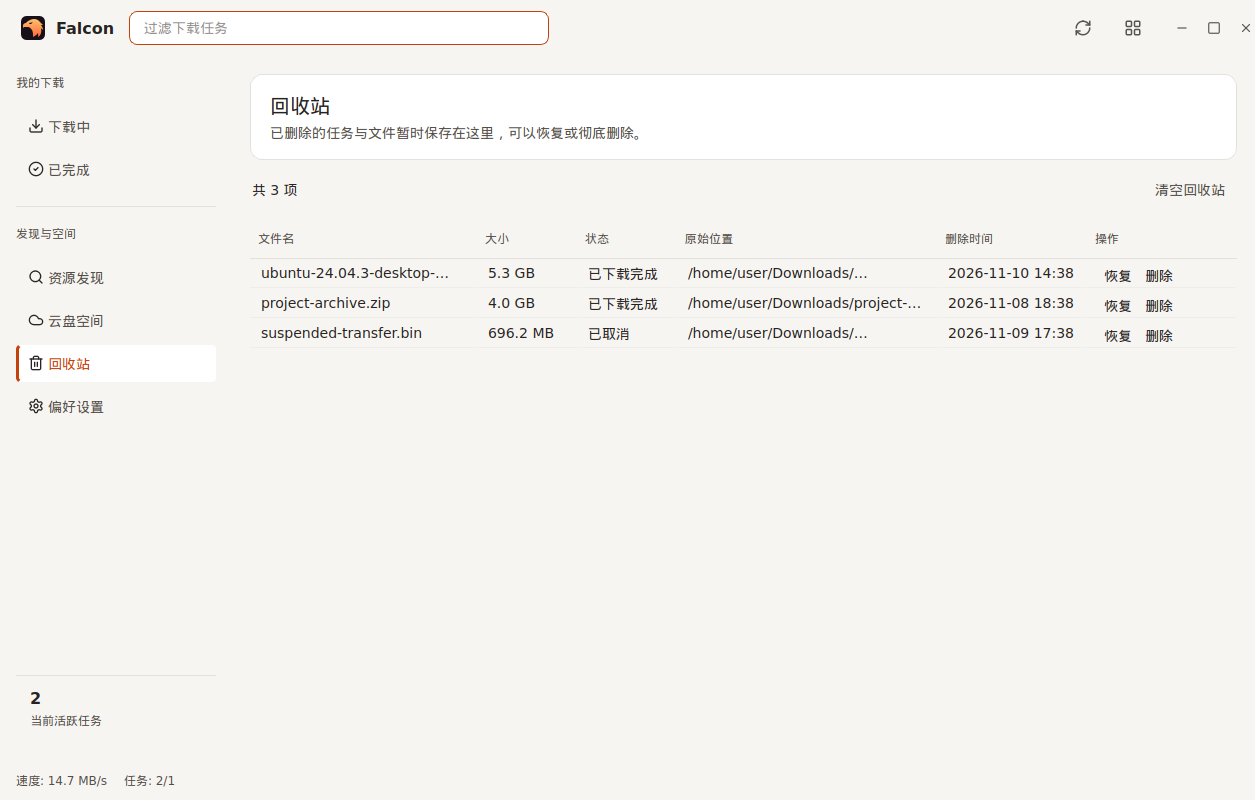 Falcon
过滤下载任务
我的下载
下载中
已完成
发现与空间
资源发现
云盘空间
回收站
偏好设置
2
当前活跃任务
速度: 14.7 MB/s 任务: 2/1
回收站
已删除的任务与文件暂时保存在这里，可以恢复或彻底删除。
共 3 项 清空回收站
文件名 大小 状态 原始位置 删除时间 操作
ubuntu-24.04.3-desktop-... 5.3 GB 已下载完成 /home/user/Downloads/... 2026-11-10 14:38 恢复 删除
project-archive.zip 4.0 GB 已下载完成 /home/user/Downloads/project-... 2026-11-08 18:38 恢复 删除
suspended-transfer.bin 696.2 MB 已取消 /home/user/Downloads/... 2026-11-09 17:38 恢复 删除